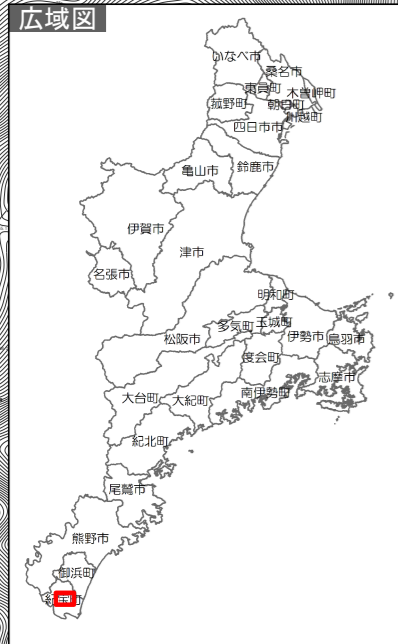 広域図
いなべ市
桑名市
東員町
木曽岬町
朝日町
川越町
菰野町
四日市市
亀山市
鈴鹿市
伊賀市
津市
名張市
明和町
多気町
玉城町
松阪市
伊勢市
鳥羽市
度会町
志摩市
大台町
大紀町
南伊勢町
紀北町
尾鷲市
熊野市
御浜町
紀宝町